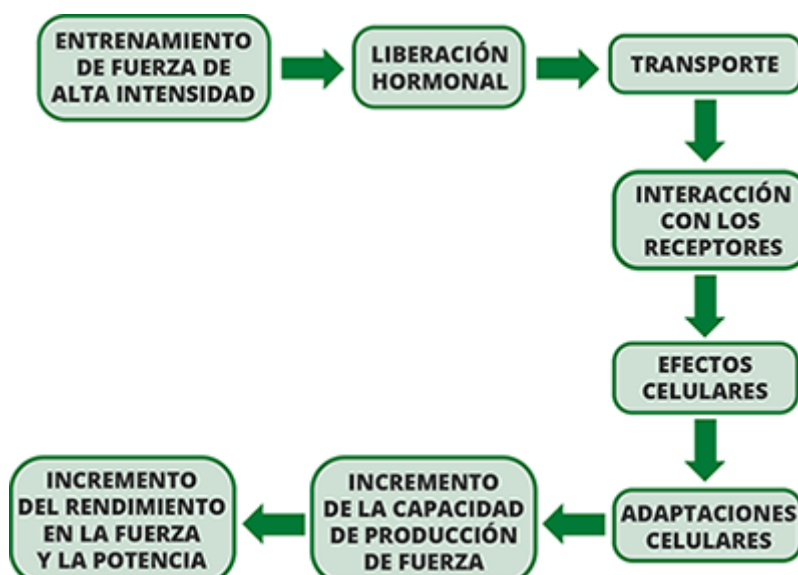 ENTRENAMIENTO
DE FUERZA DE
ALTA INTENSIDAD
LIBERACIÓN
HORMONAL
TRANSPORTE
INTERACCIÓN
CON LOS
RECEPTORES
EFECTOS
CELULARES
ADAPTACIONES
CELULARES
INCREMENTO
DE LA CAPACIDAD
DE PRODUCCIÓN
DE FUERZA
INCREMENTO
DEL RENDIMIENTO
EN LA FUERZA
Y LA POTENCIA